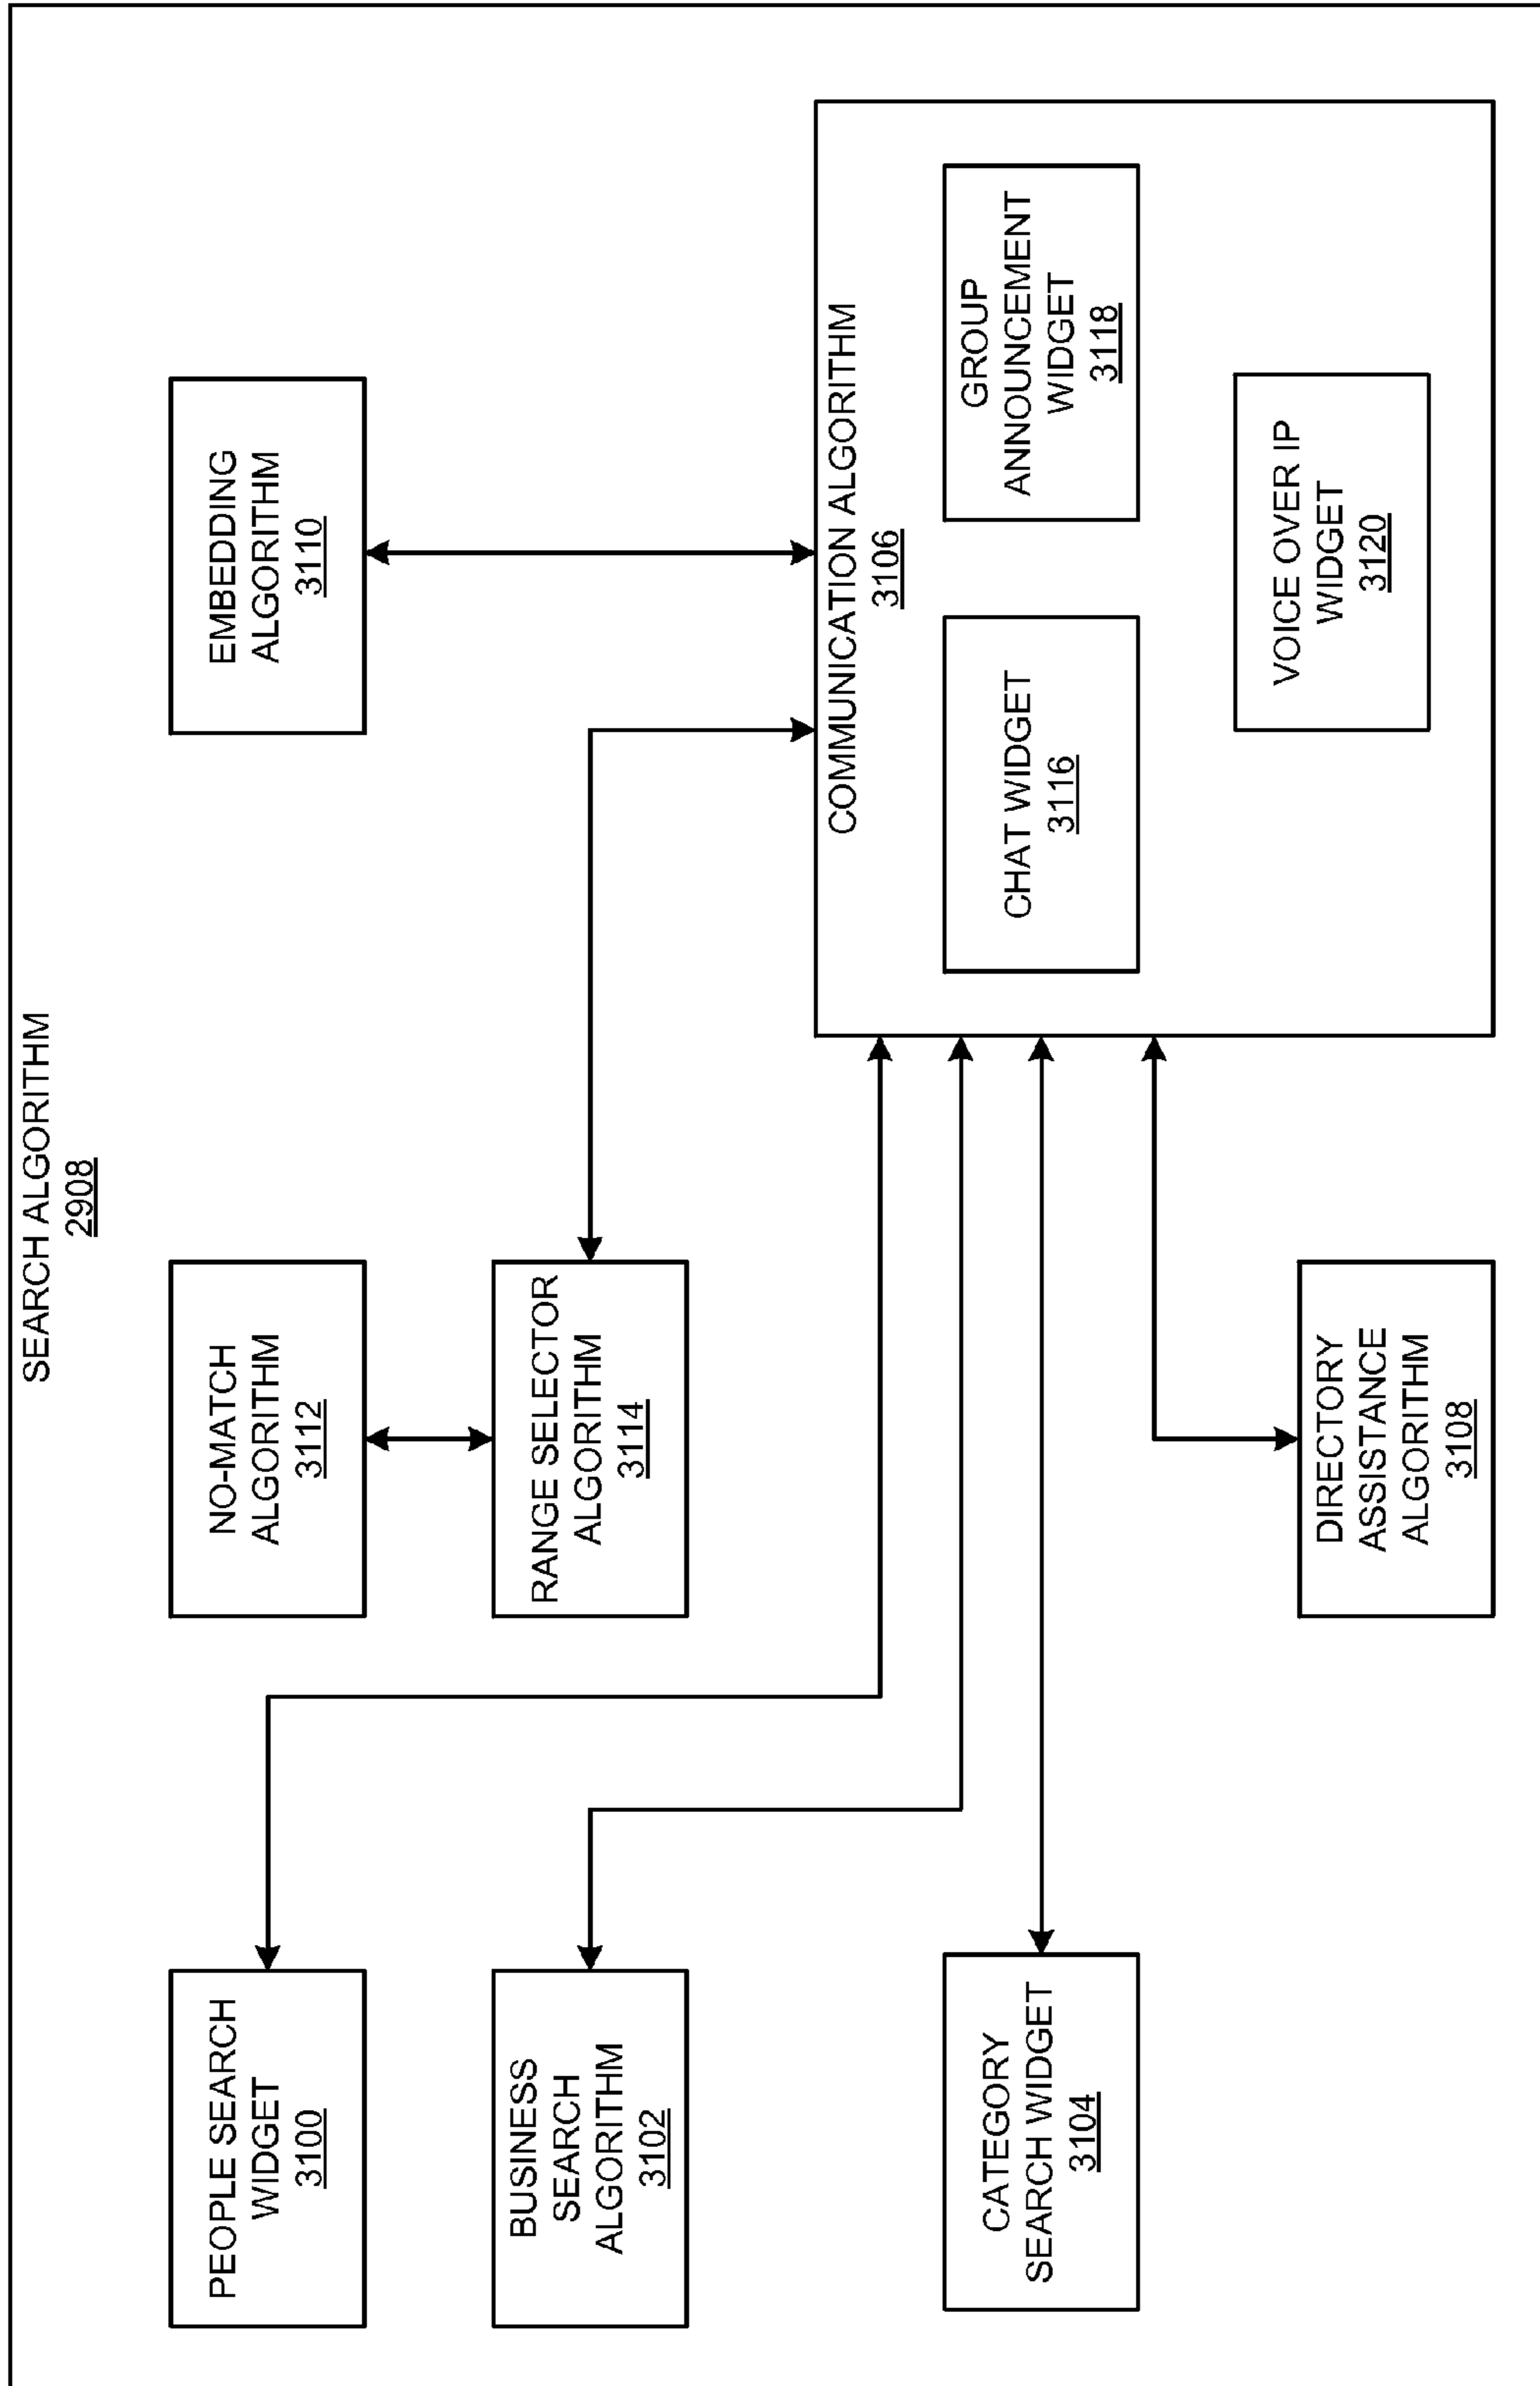 SEARCH ALGORITHM
2908
PEOPLE SEARCH
WIDGET
3100
NO-MATCH
ALGORITHM
3112
EMBEDDING
ALGORITHM
3110
BUSINESS
SEARCH
ALGORITHM
3102
RANGE SELECTOR
ALGORITHM
3114
COMMUNICATION ALGORITHM
3106
CATEGORY
SEARCH WIDGET
3104
CHAT WIDGET
3116
GROUP
ANNOUNCEMENT
WIDGET
3118
DIRECTORY
ASSISTANCE
ALGORITHM
3108
VOICE OVER IP
WIDGET
3120